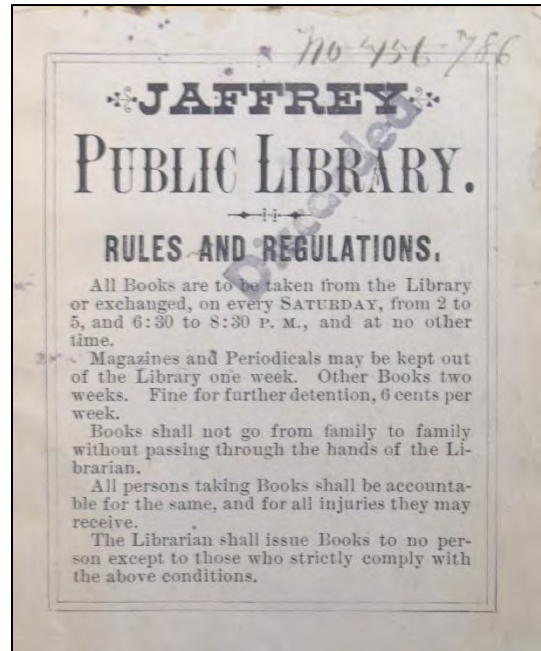 No 456-786
JAFFREY
PUBLIC LIBRARY.
Discarded
RULES AND REGULATIONS.
All Books are to be taken from the Library
or exchanged, on every SATURDAY, from 2 to
5, and 6:30 to 8:30 P. M., and at no other
time.
Magazines and Periodicals may be kept out
of the Library one week. Other Books two
weeks. Fine for further detention, 6 cents per
week.
Books shall not go from family to family
without passing through the hands of the Li-
brarian.
All persons taking Books shall be accounta-
ble for the same, and for all injuries they may
receive.
The Librarian shall issue Books to no per-
son except to those who strictly comply with
the above conditions.